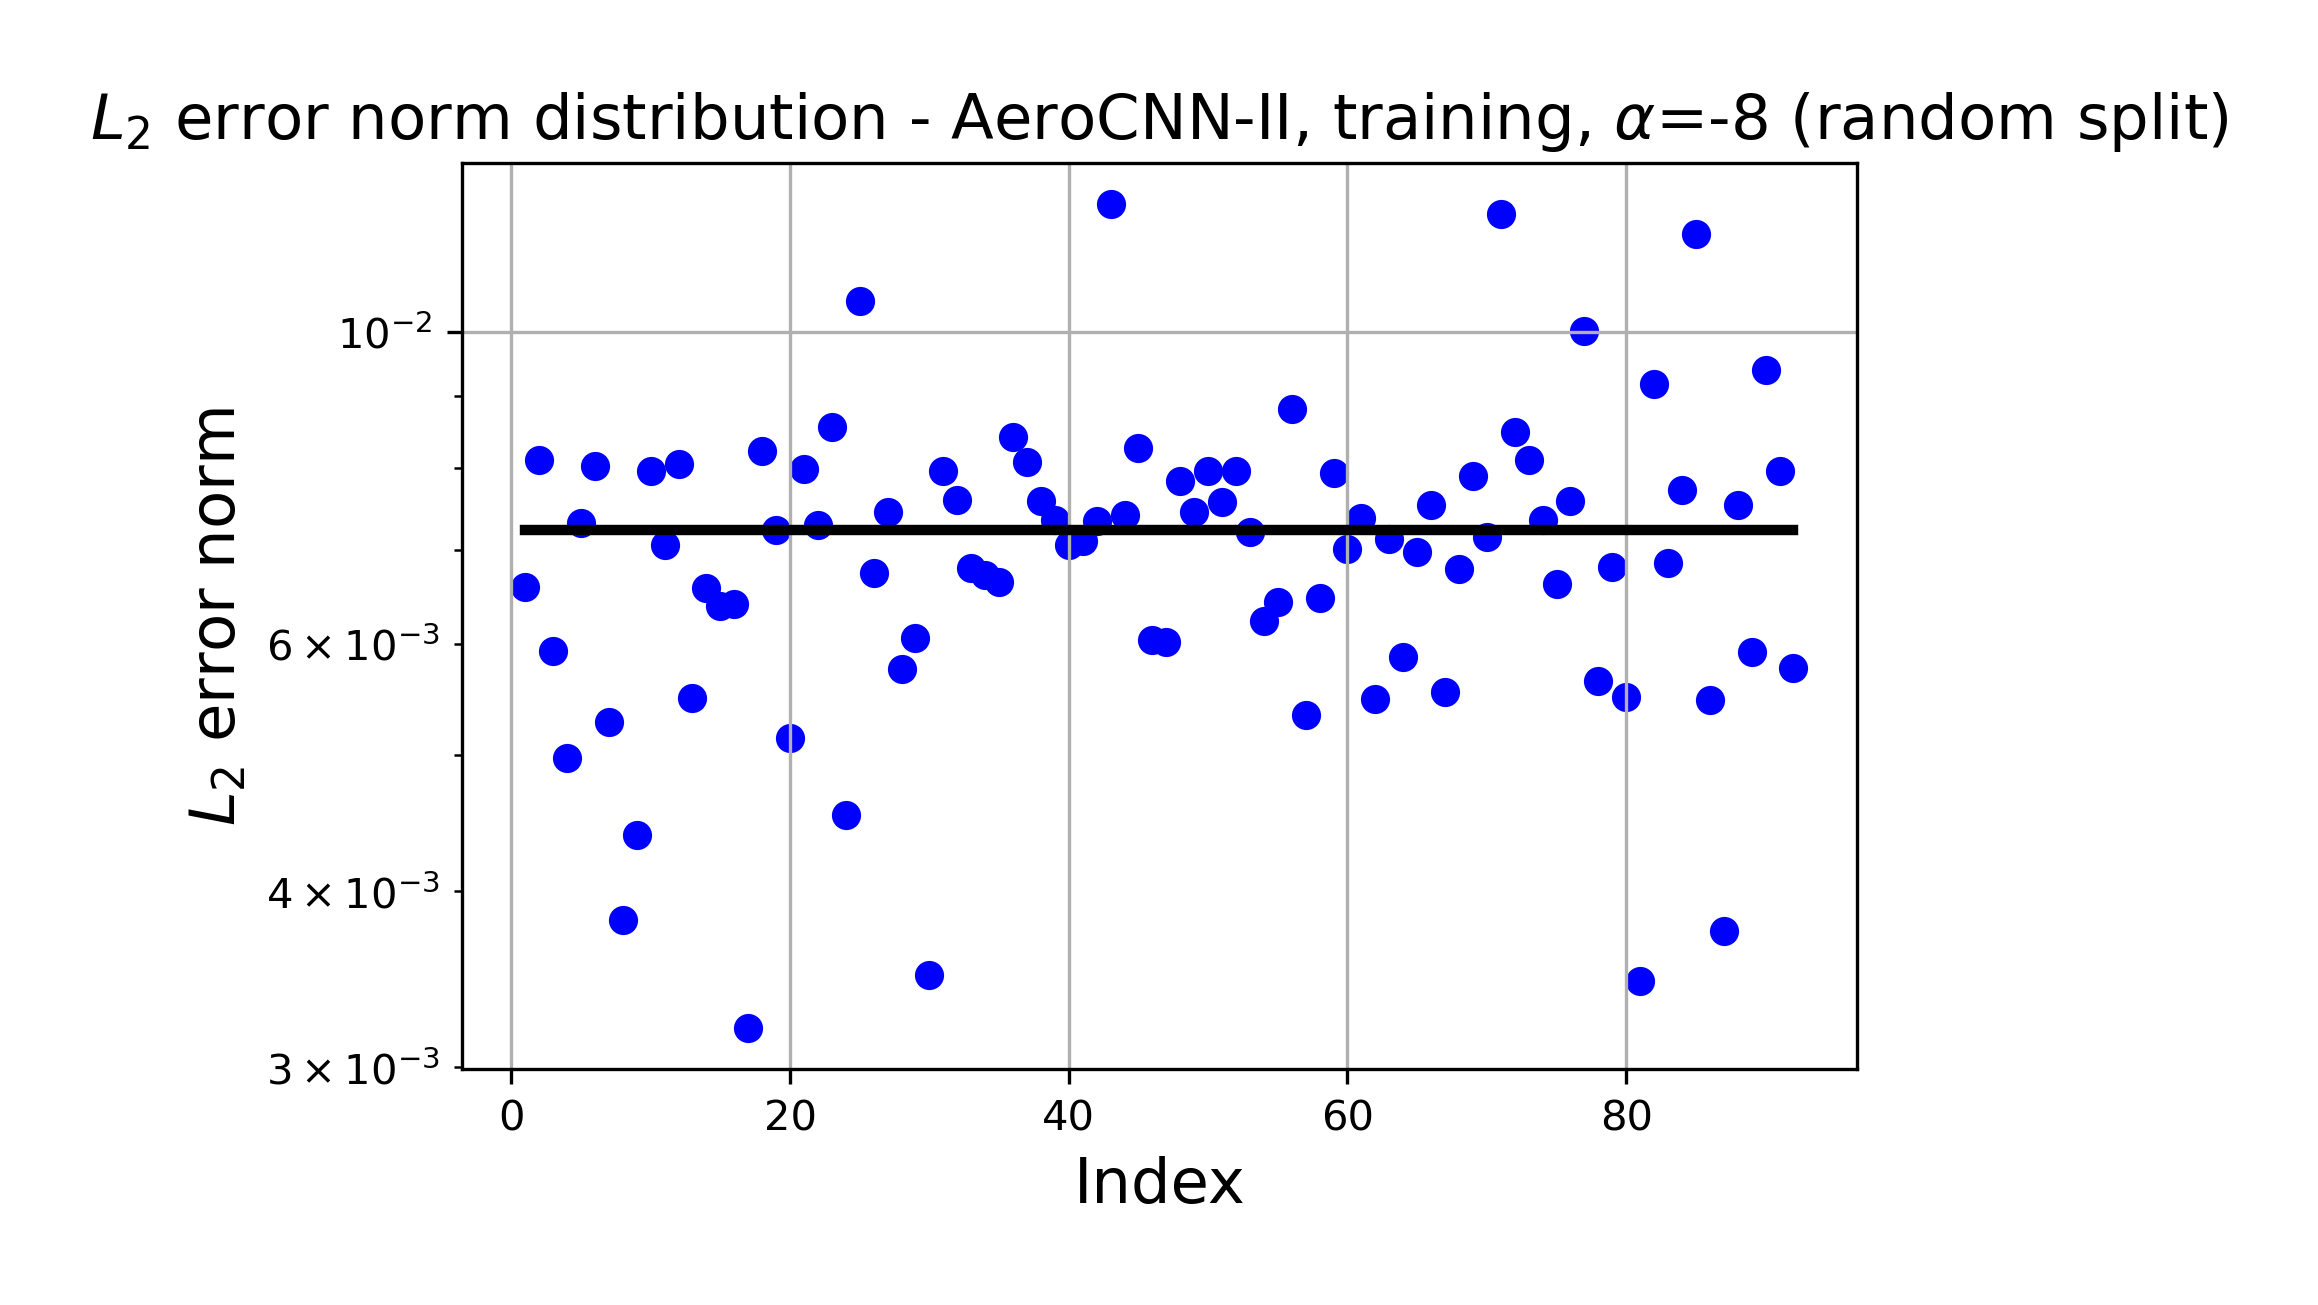 L₂ error norm distribution - AeroCNN-II, training, α=-8 (random split)
L₂ error norm
10⁻²
6 × 10⁻³
4 × 10⁻³
3 × 10⁻³
0 20 40 60 80
Index